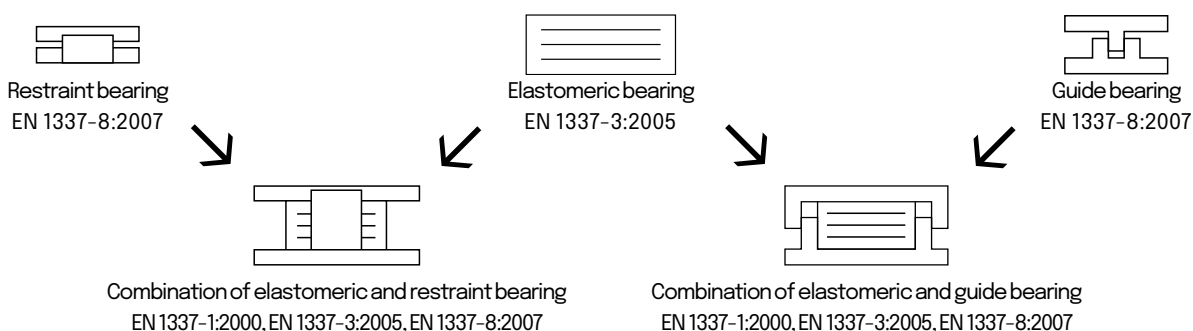 Restraint bearing
EN 1337-8:2007
Elastomeric bearing
EN 1337-3:2005
Guide bearing
EN 1337-8:2007
Combination of elastomeric and restraint bearing
EN 1337-1:2000, EN 1337-3:2005, EN 1337-8:2007
Combination of elastomeric and guide bearing
EN 1337-1:2000, EN 1337-3:2005, EN 1337-8:2007